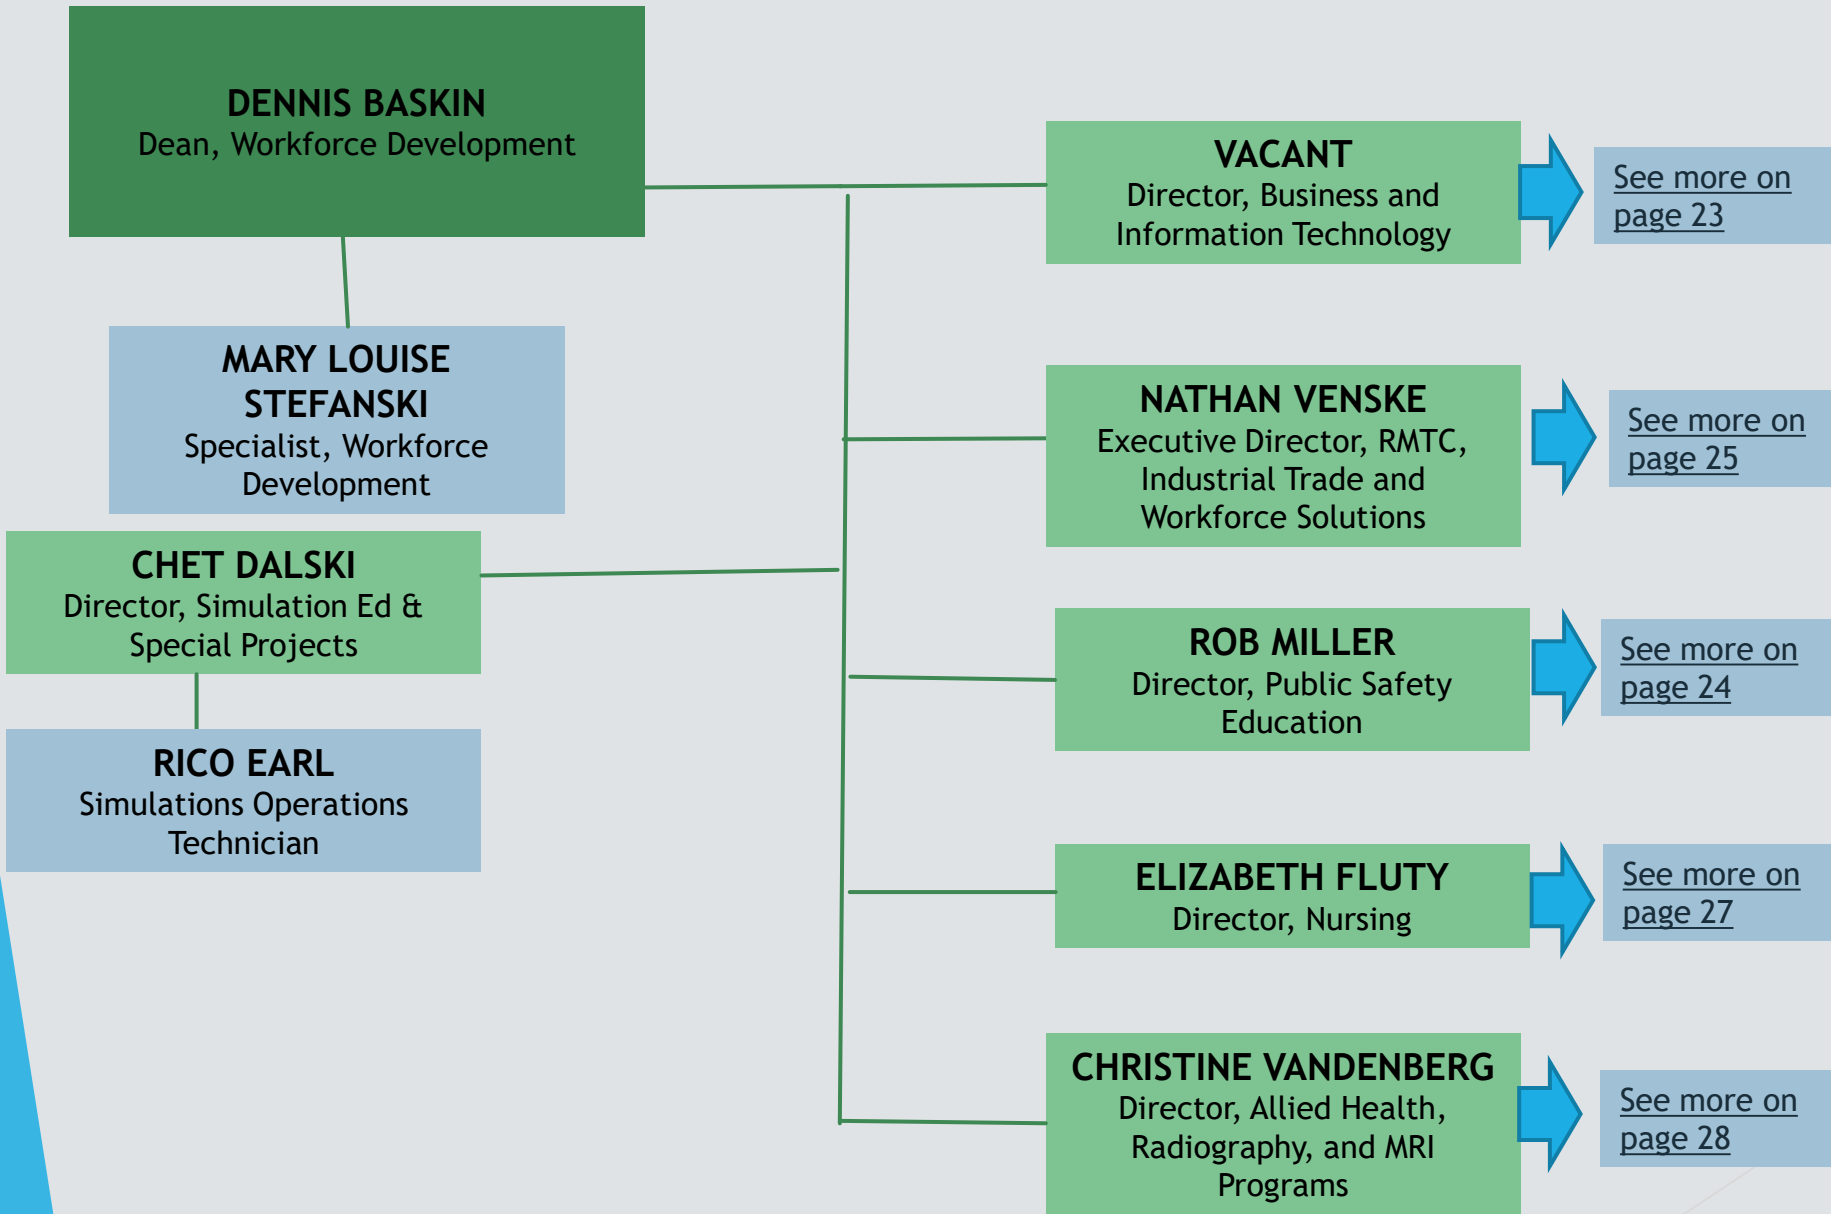 DENNIS BASKIN
Dean, Workforce Development
MARY LOUISE
STEFANSKI
Specialist, Workforce
Development
CHET DALSKI
Director, Simulation Ed &
Special Projects
RICO EARL
Simulations Operations
Technician
VACANT
Director, Business and
Information Technology
See more on
page 23
NATHAN VENSKE
Executive Director, RMTC,
Industrial Trade and
Workforce Solutions
See more on
page 25
ROB MILLER
Director, Public Safety
Education
See more on
page 24
ELIZABETH FLUTY
Director, Nursing
See more on
page 27
CHRISTINE VANDENBERG
Director, Allied Health,
Radiography, and MRI
Programs
See more on
page 28